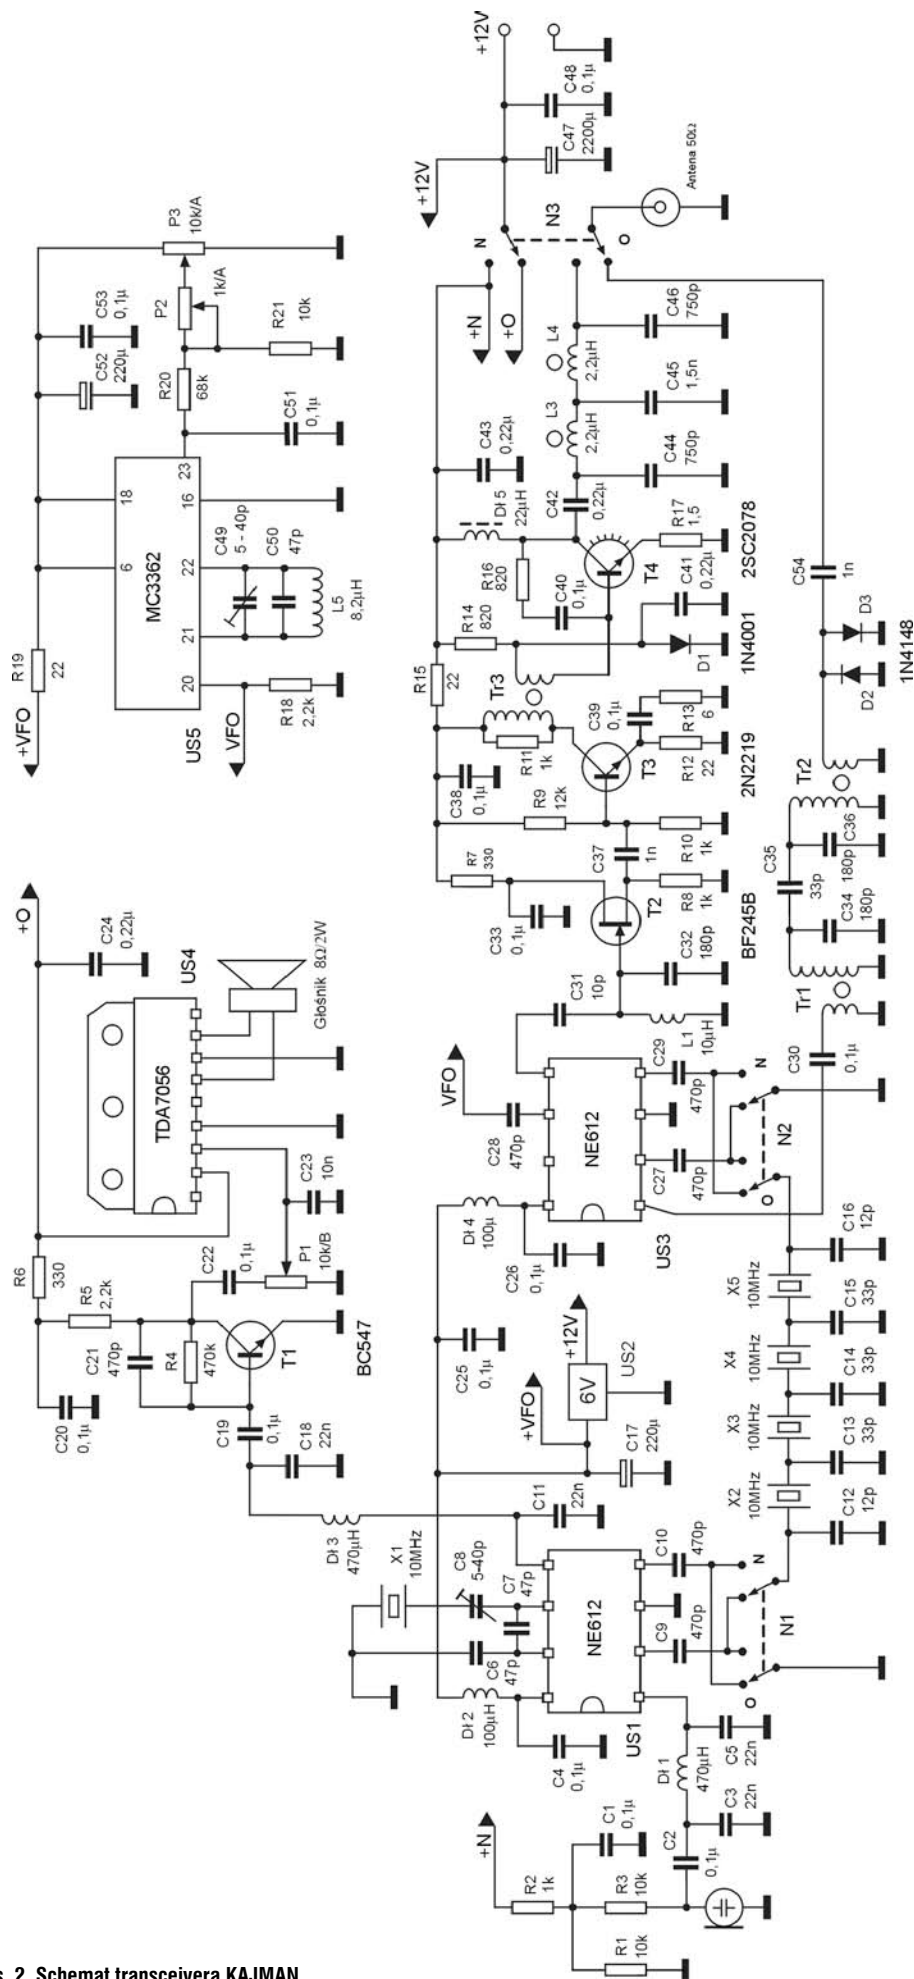 +VFO
R19
22
6
18
MC3362
US5
20
21
22
16
23
VFO
R18
2,2k
C49
5 - 40p
C50
47p
L5
8,2µH
C51
0,1µ
R20
68k
C52
220µ
C53
0,1µ
P2
1k/A
P3
10k/A
R21
10k
+O
C24
0,22µ
US4
TDA7056
Głośnik 8Ω/2W
R6
330
R5
2,2k
C20
0,1µ
C21
470p
R4
470k
C22
0,1µ
P1
10k/B
C23
10n
T1
BC547
C19
0,1µ
C18
22n
Dł 3
470µH
+12V
+12V
C47
2200µ
C48
0,1µ
N
N3
O
Antena 50Ω
+N
+O
R15
22
R14
820
Dł 5
22µH
C43
0,22µ
R16
820
C40
0,1µ
C42
0,22µ
L3
2,2µH
L4
2,2µH
C44
750p
C45
1,5n
C46
750p
T4
R17
1,5
2SC2078
C41
0,22µ
D1
1N4001
Tr3
R11
1k
C38
0,1µ
R9
12k
C39
0,1µ
R13
6
R12
22
T3
2N2219
R7
330
C33
0,1µ
C37
1n
R10
1k
R8
1k
T2
BF245B
C32
180p
C31
10p
L1
10µH
VFO
C28
470p
NE612
US3
Dł 4
100µ
C26
0,1µ
C27
470p
C29
470p
N
N2
O
C30
0,1µ
Tr1
C34
180p
C35
33p
C36
180p
Tr2
C54
1n
D2
D3
1N4148
C25
0,1µ
+VFO
+12V
6V
US2
C17
220µ
X1
10MHz
C8
5-40p
C7
47p
C6
47p
C11
22n
Dł 2
100µH
C4
0,1µ
NE612
US1
C9
470p
C10
470p
N
N1
O
X2
10MHz
X3
10MHz
X4
10MHz
X5
10MHz
C12
12p
C13
33p
C14
33p
C15
33p
C16
12p
+N
R2
1k
C1
0,1µ
R3
10k
R1
10k
C2
0,1µ
Dł 1
470µH
C3
22n
C5
22n
s. 2. Schemat transceivera KAJMAN